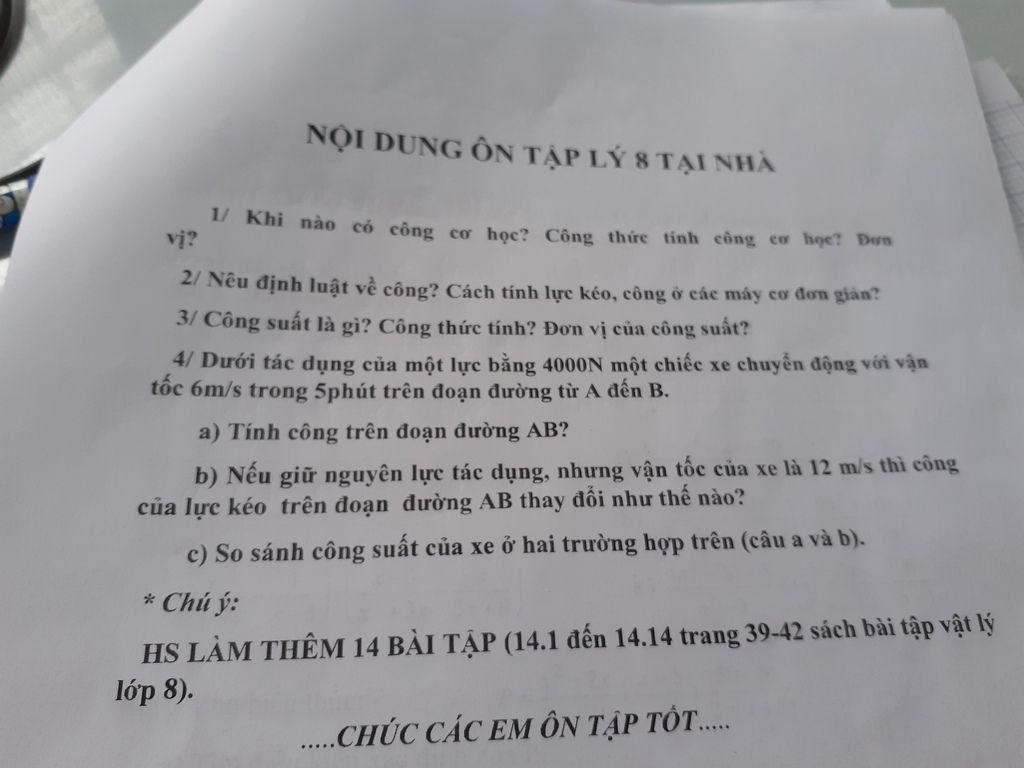 NỘI DUNG ÔN TẬP LÝ 8 TẠI NHÀ
1/ Khi nào có công cơ học? Công thức tính công cơ học? Đơn
vị?
2/ Nêu định luật về công? Cách tính lực kéo, công ở các máy cơ đơn giản?
3/ Công suất là gì? Công thức tính? Đơn vị của công suất?
4/ Dưới tác dụng của một lực bằng 4000N một chiếc xe chuyển động với vận
tốc 6m/s trong 5phút trên đoạn đường từ A đến B.
a) Tính công trên đoạn đường AB?
b) Nếu giữ nguyên lực tác dụng, nhưng vận tốc của xe là 12 m/s thì công
của lực kéo trên đoạn đường AB thay đổi như thế nào?
c) So sánh công suất của xe ở hai trường hợp trên (câu a và b).
* Chú ý:
HS LÀM THÊM 14 BÀI TẬP (14.1 đến 14.14 trang 39-42 sách bài tập vật lý
lớp 8).
.....CHÚC CÁC EM ÔN TẬP TỐT.....